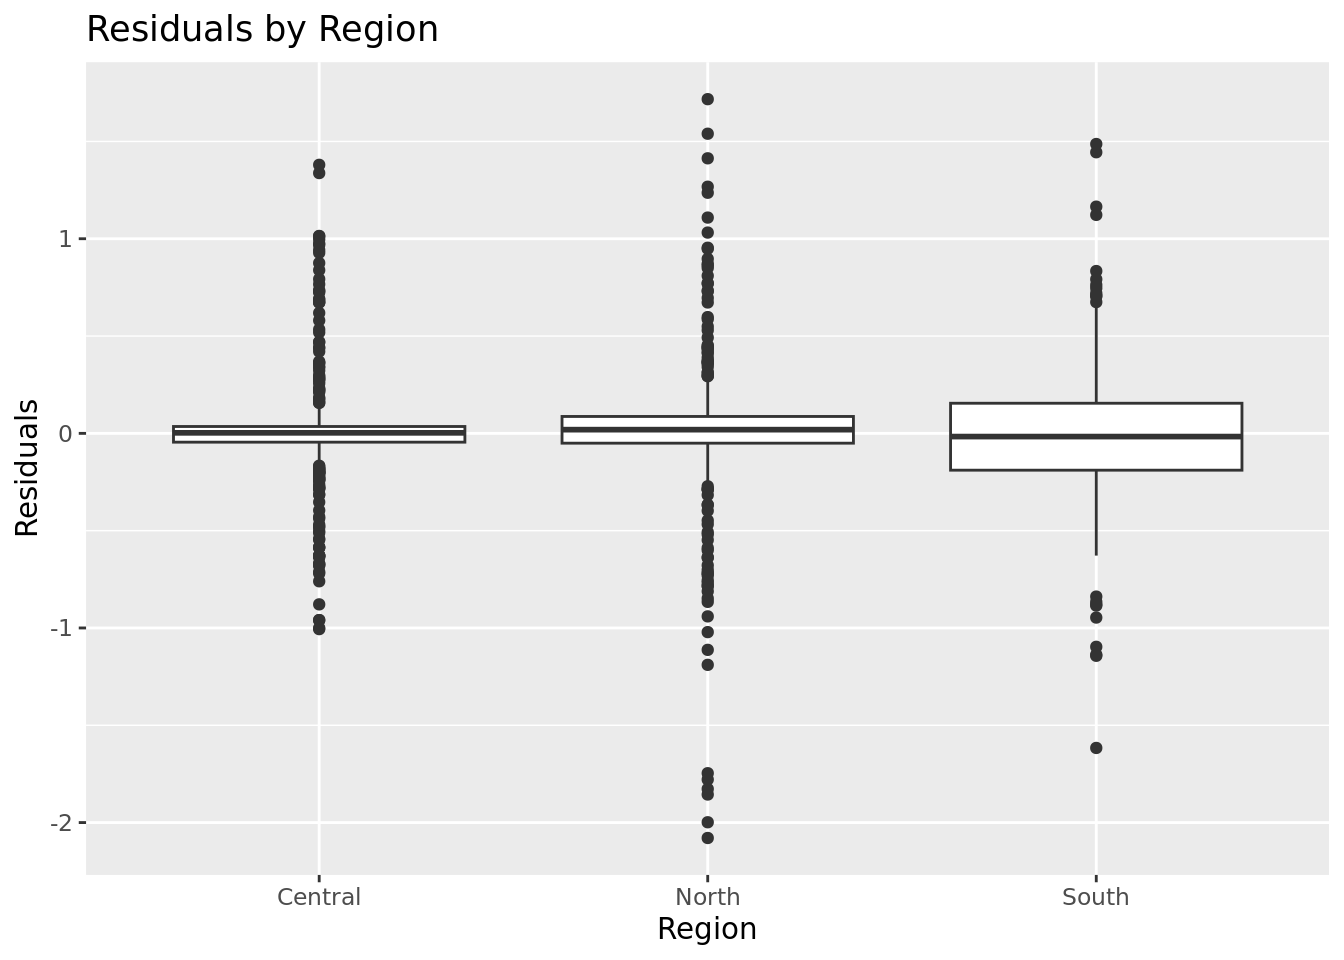 Residuals by Region
Residuals
1
0
-1
-2
Central
North
South
Region